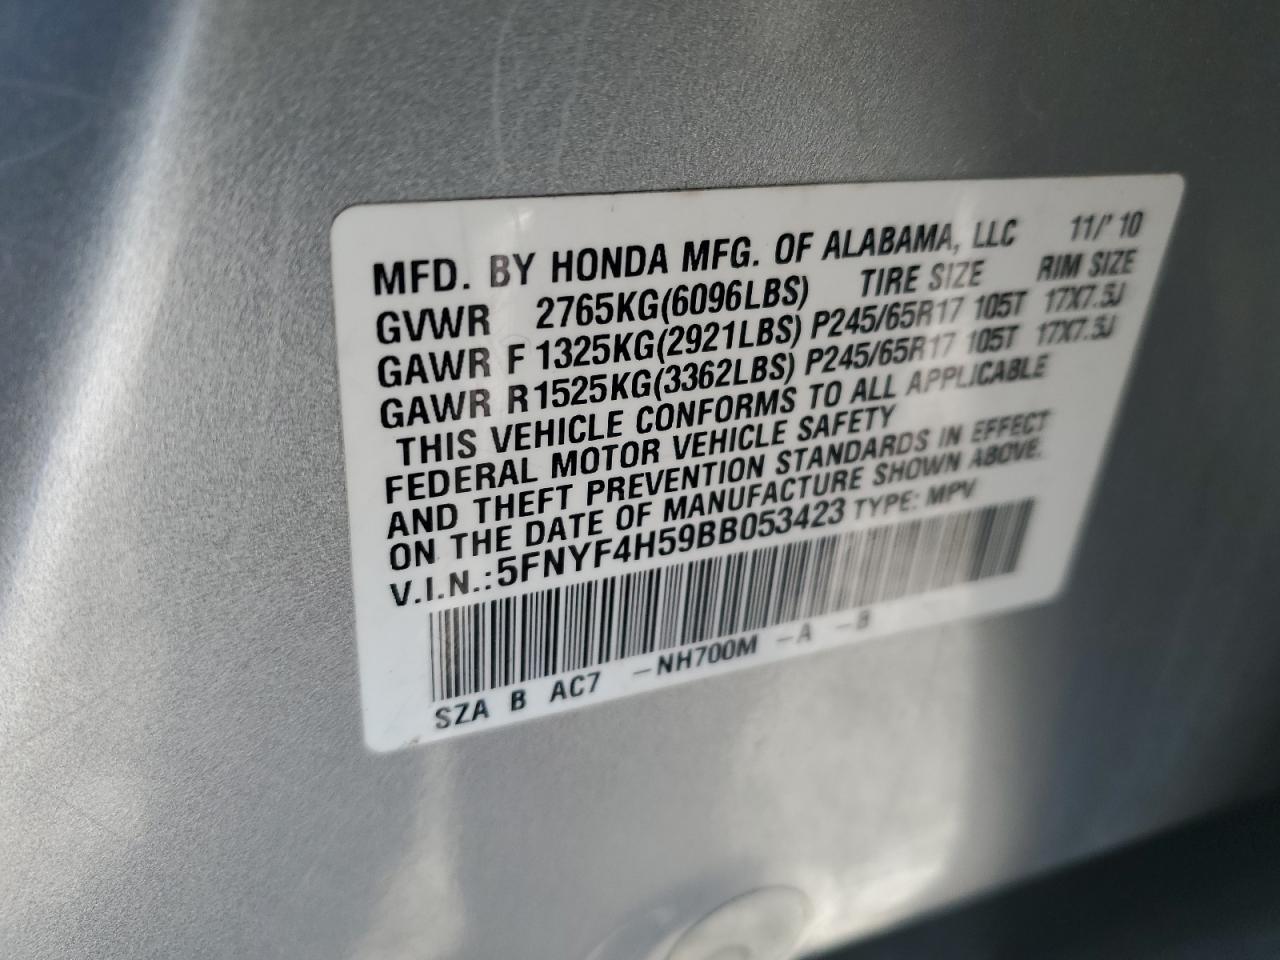 MFD. BY HONDA MFG. OF ALABAMA, LLC 11/' 10
GVWR 2765KG(6096LBS) TIRE SIZE RIM SIZE
GAWR F 1325KG(2921LBS) P245/65R17 105T 17X7.5J
GAWR R1525KG(3362LBS) P245/65R17 105T 17X7.5J
THIS VEHICLE CONFORMS TO ALL APPLICABLE
FEDERAL MOTOR VEHICLE SAFETY
AND THEFT PREVENTION STANDARDS IN EFFECT
ON THE DATE OF MANUFACTURE SHOWN ABOVE.
V.I.N.:5FNYF4H59BB053423 TYPE: MPV
SZA B AC7 -NH700M -A -B